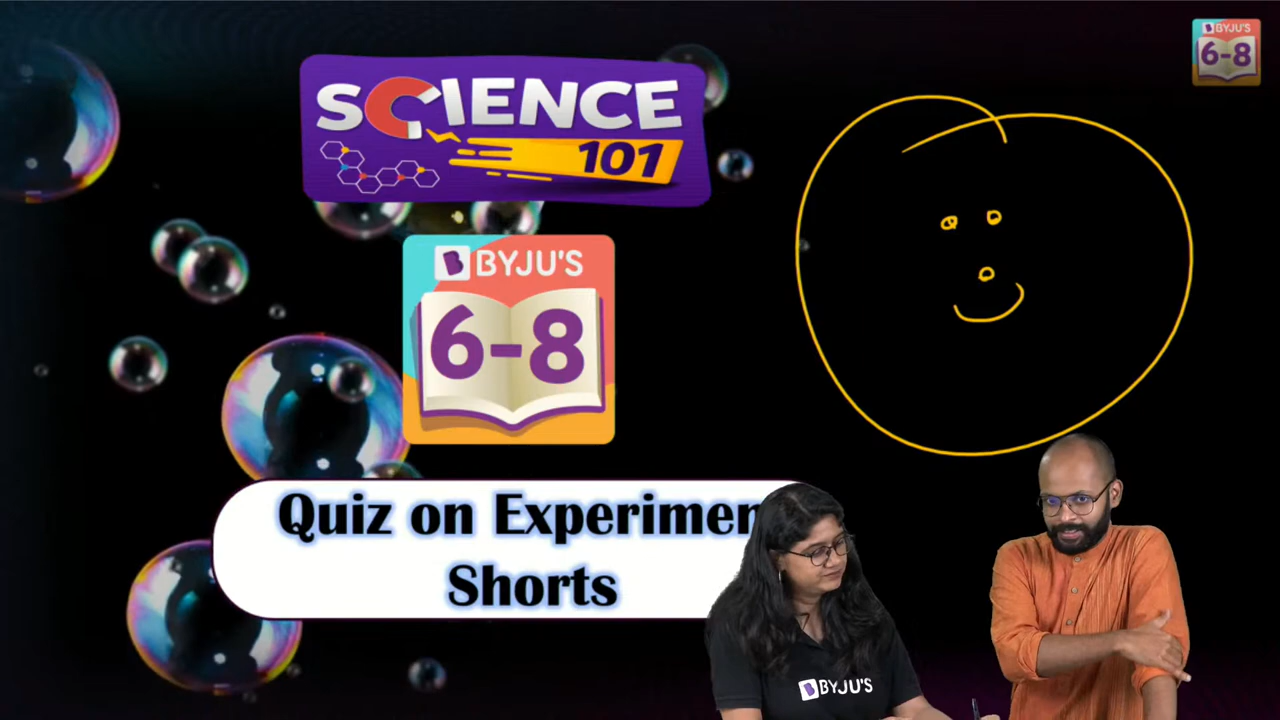 BYJU'S
6-8
SCIENCE
101
BYJU'S
6-8
Quiz on Experimen
Shorts
BYJU'S